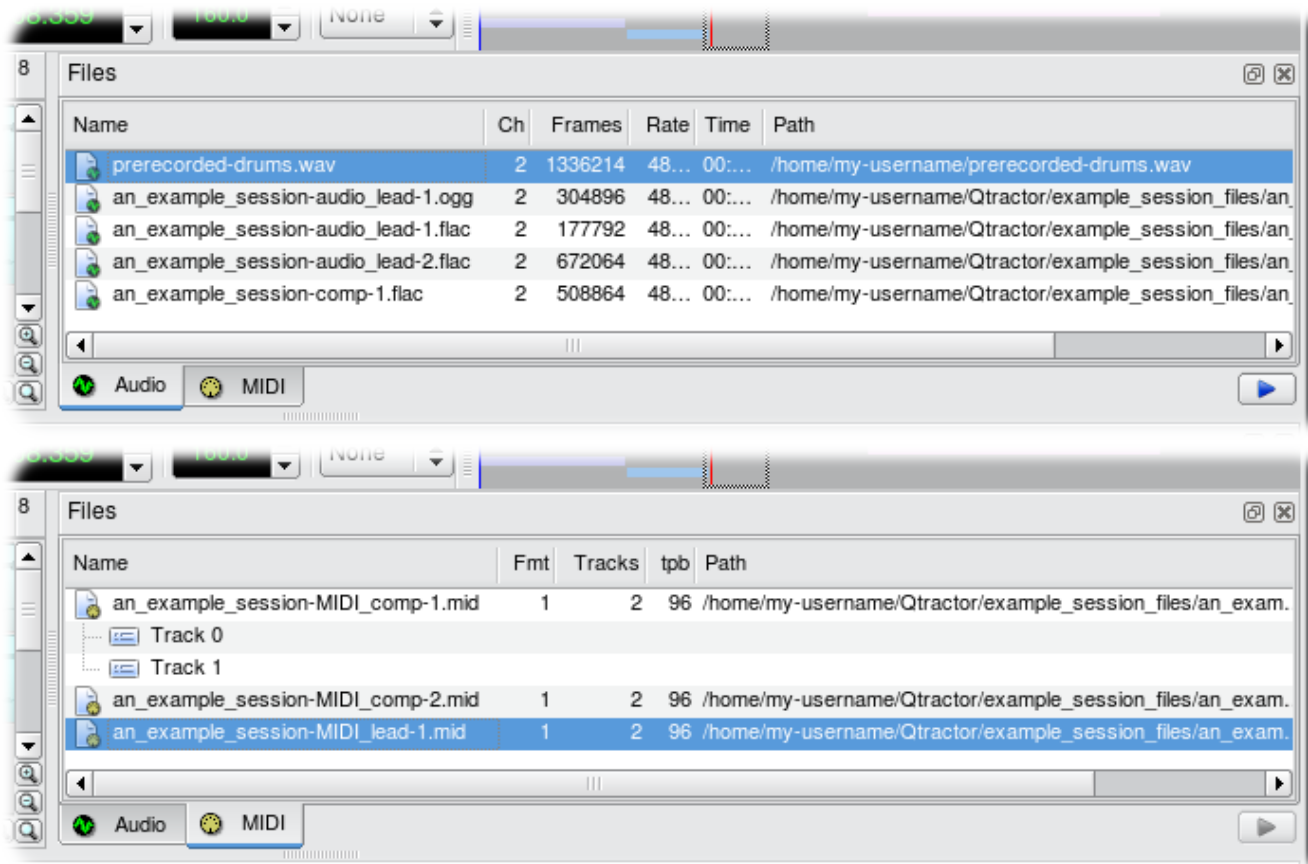 160.0 None
8 Files
Name Ch Frames Rate Time Path
prerecorded-drums.wav 2 1336214 48... 00:... /home/my-username/prerecorded-drums.wav
an_example_session-audio_lead-1.ogg 2 304896 48... 00:... /home/my-username/Qtractor/example_session_files/an_
an_example_session-audio_lead-1.flac 2 177792 48... 00:... /home/my-username/Qtractor/example_session_files/an_
an_example_session-audio_lead-2.flac 2 672064 48... 00:... /home/my-username/Qtractor/example_session_files/an_
an_example_session-comp-1.flac 2 508864 48... 00:... /home/my-username/Qtractor/example_session_files/an_
Audio MIDI
160.0 None
8 Files
Name Fmt Tracks tpb Path
an_example_session-MIDI_comp-1.mid 1 2 96 /home/my-username/Qtractor/example_session_files/an_exam.
Track 0
Track 1
an_example_session-MIDI_comp-2.mid 1 2 96 /home/my-username/Qtractor/example_session_files/an_exam.
an_example_session-MIDI_lead-1.mid 1 2 96 /home/my-username/Qtractor/example_session_files/an_exam.
Audio MIDI